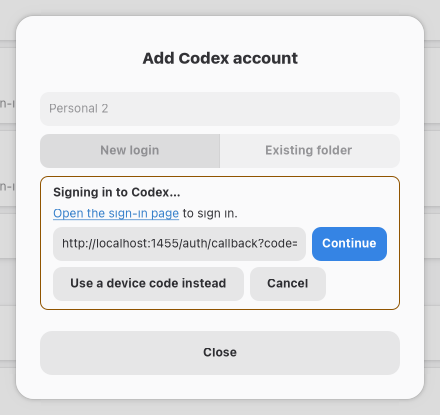 Add Codex account
Personal 2
New login
Existing folder
Signing in to Codex...
Open the sign-in page to sign in.
http://localhost:1455/auth/callback?code=
Continue
Use a device code instead
Cancel
Close
n-i
n-i